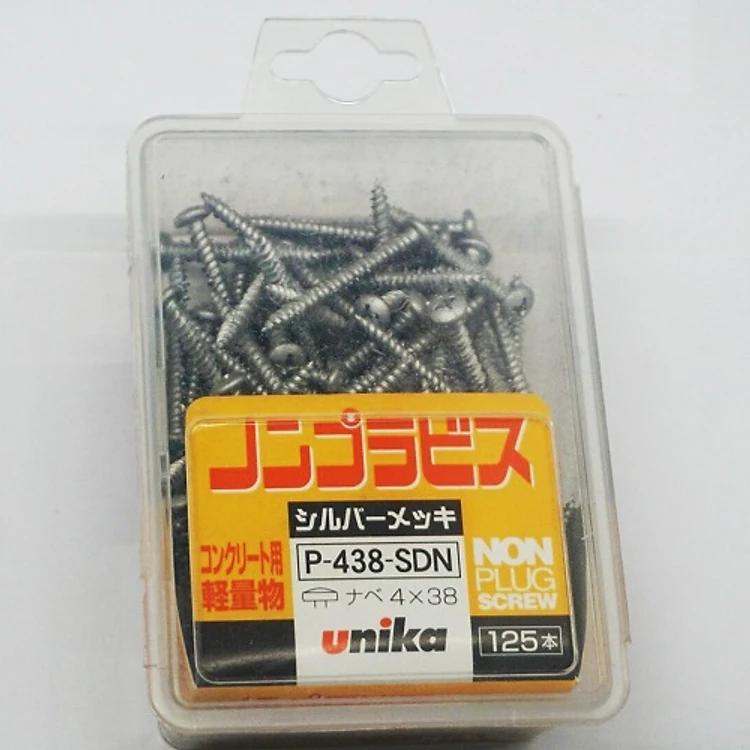 ノンプラビス
シルバーメッキ
コンクリート用
軽量物
P-438-SDN
ナベ 4×38
unika
NON
PLUG
SCREW
125本